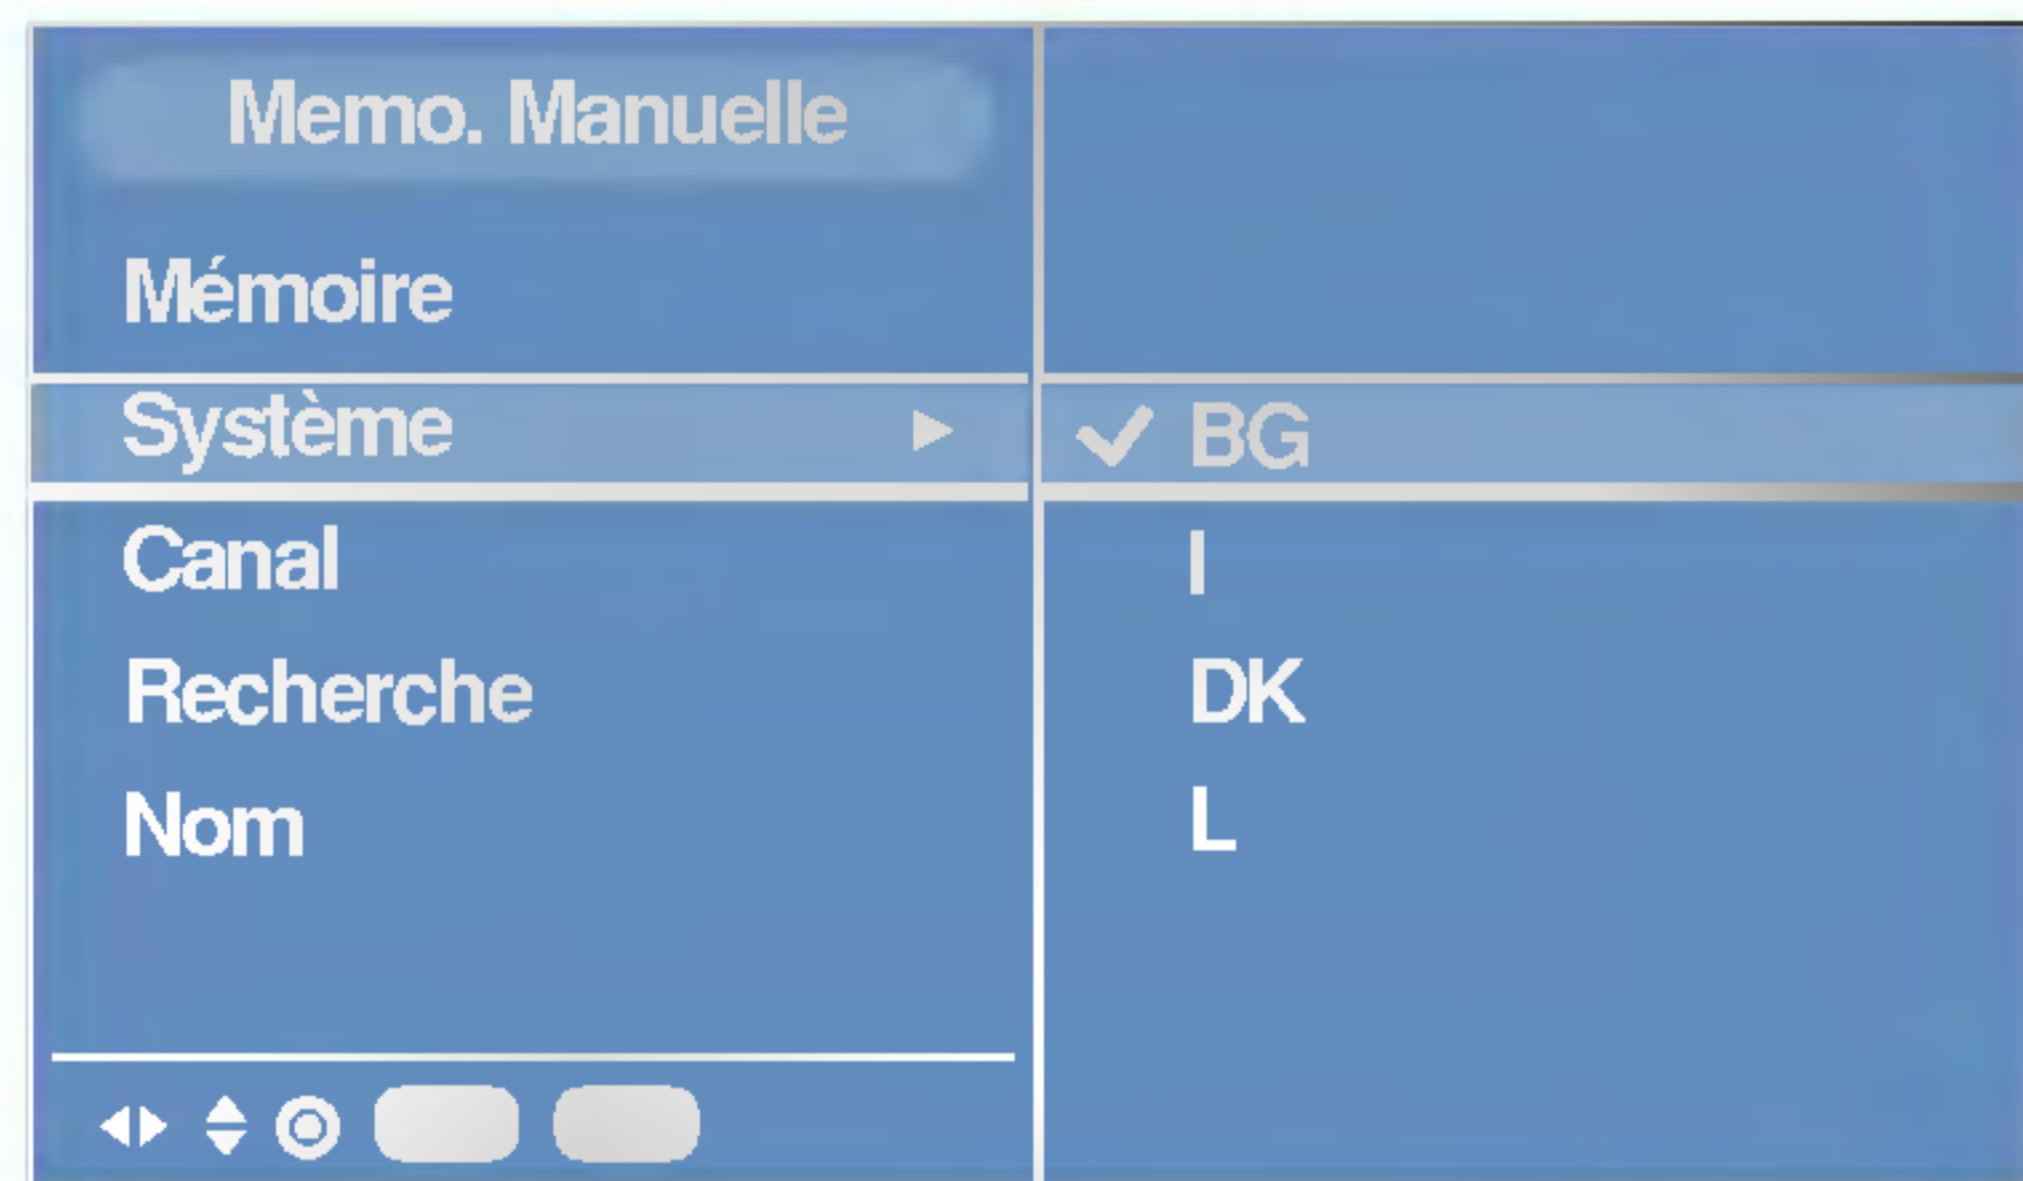 Memo. Manuelle
Mémoire
Système BG
Canal I
Recherche DK
Nom L